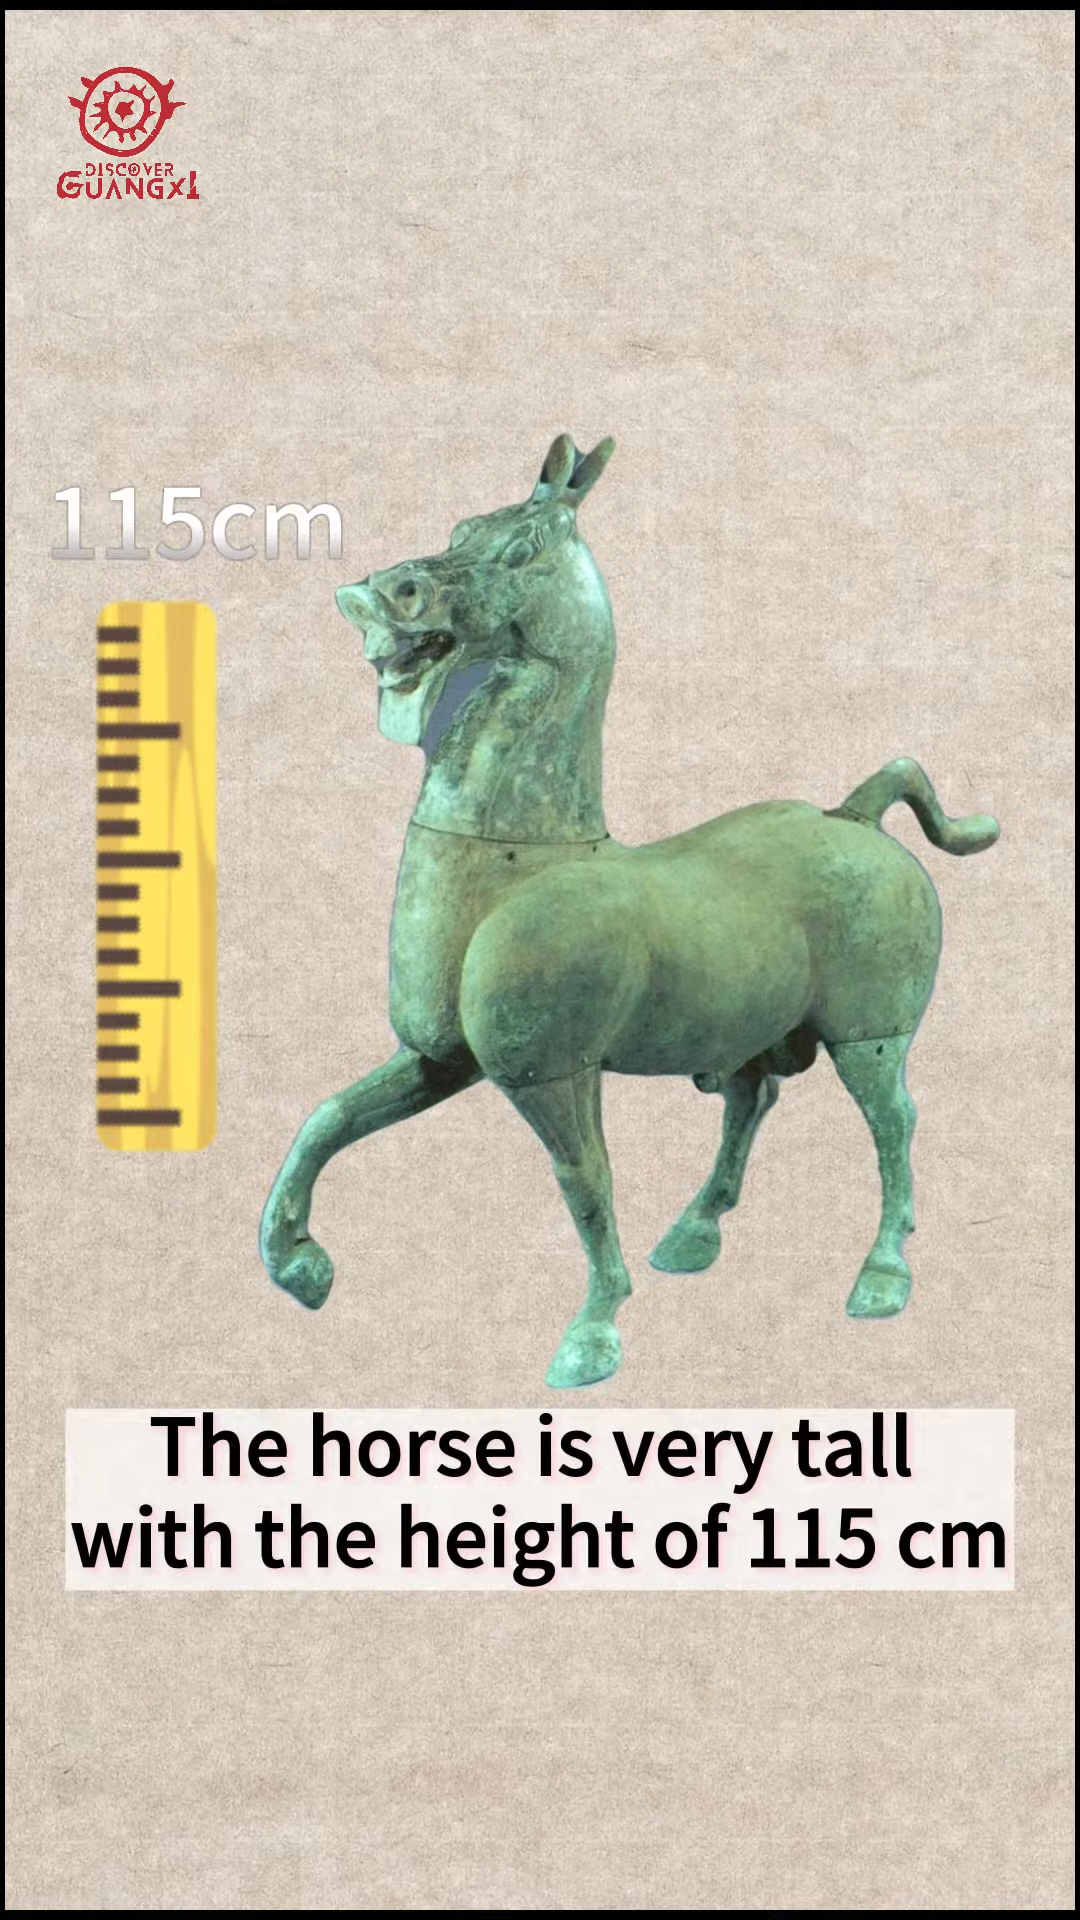 DISCOVER
GUANGXI
115cm
The horse is very tall
with the height of 115 cm